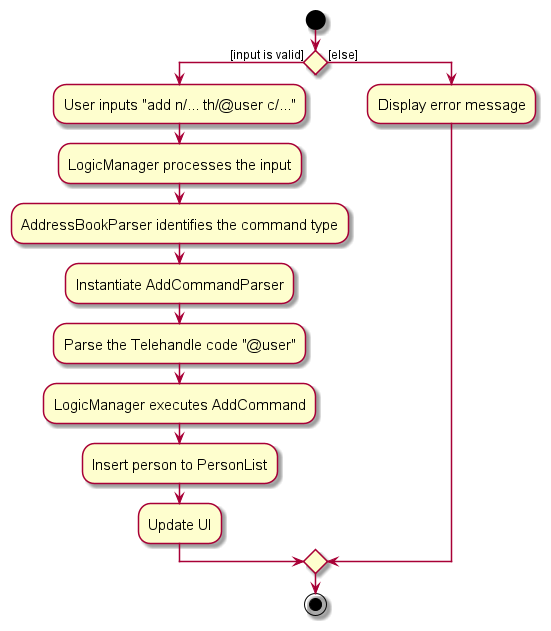 [input is valid]
[else]
User inputs "add n/... th/@user c/..."
Display error message
LogicManager processes the input
AddressBookParser identifies the command type
Instantiate AddCommandParser
Parse the Telehandle code "@user"
LogicManager executes AddCommand
Insert person to PersonList
Update UI